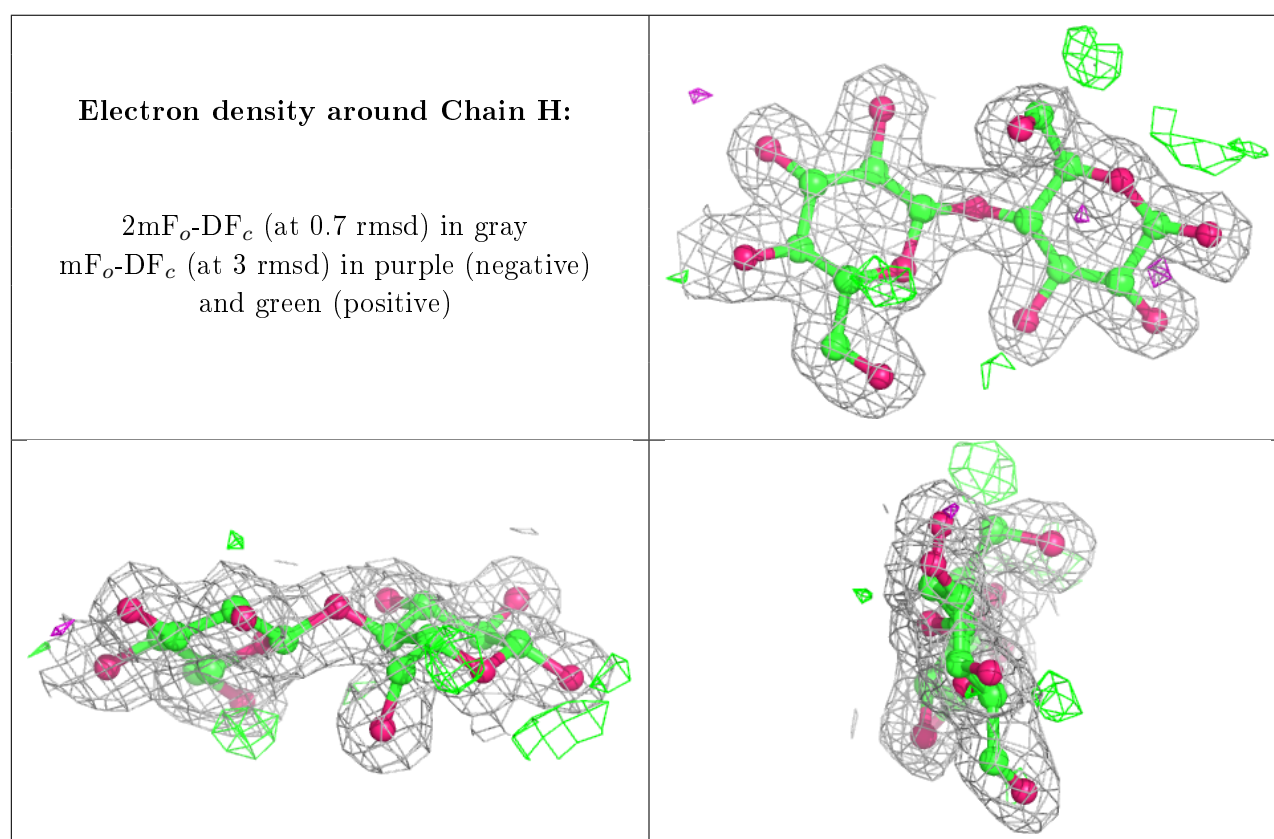 Electron density around Chain H:
2mFo-DFc (at 0.7 rmsd) in gray
mFo-DFc (at 3 rmsd) in purple (negative)
and green (positive)